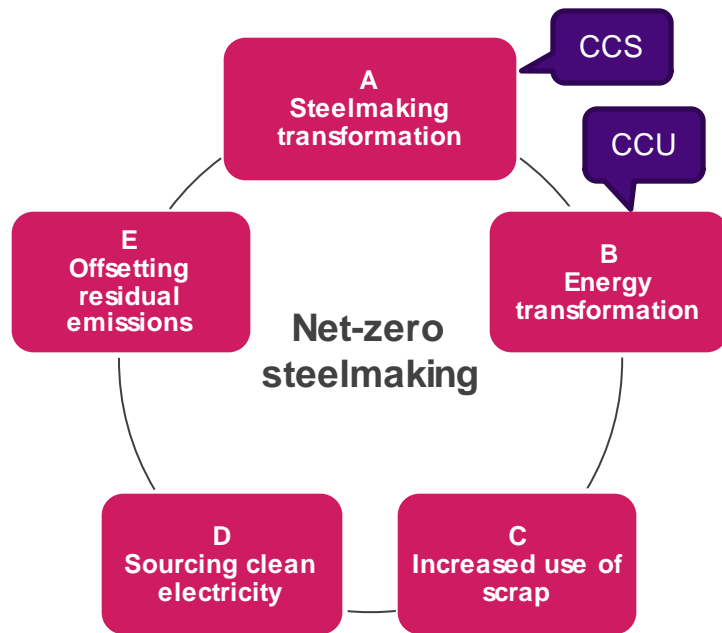 CCS
A
Steelmaking
transformation
CCU
B
Energy
transformation
E
Offsetting
residual
emissions
Net-zero
steelmaking
D
Sourcing clean
electricity
C
Increased use of
scrap